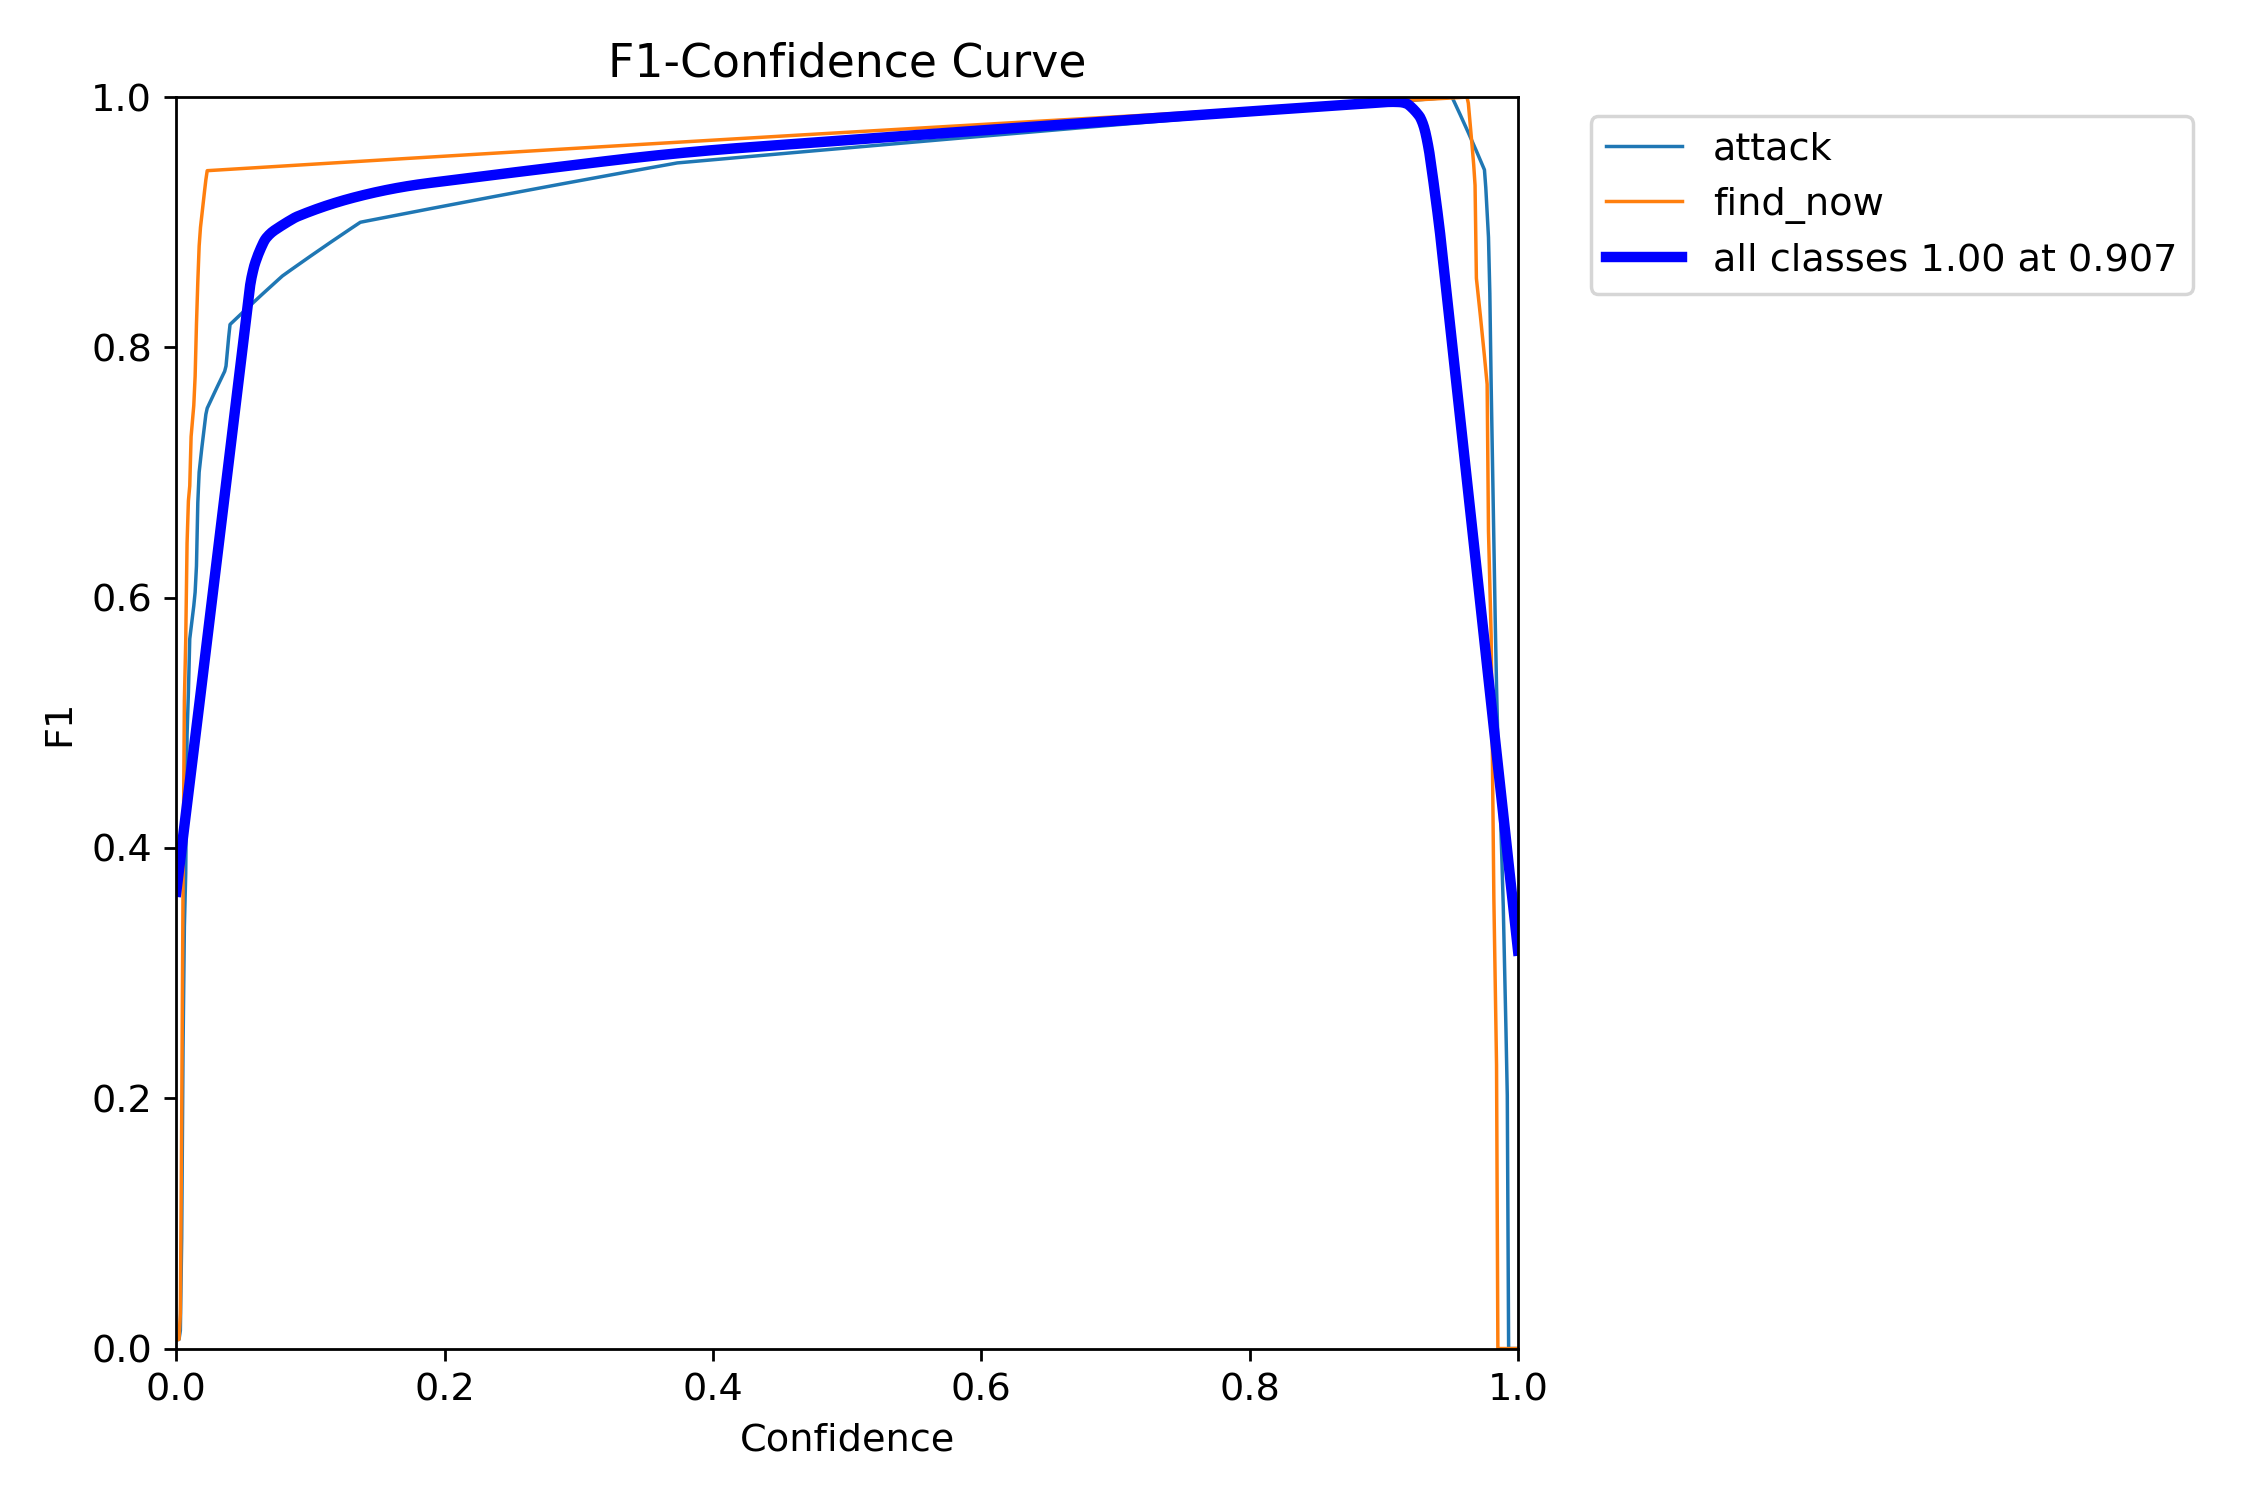 F1-Confidence Curve
1.0
0.8
0.6
0.4
0.2
0.0
F1
0.0 0.2 0.4 0.6 0.8 1.0
Confidence
attack
find_now
all classes 1.00 at 0.907